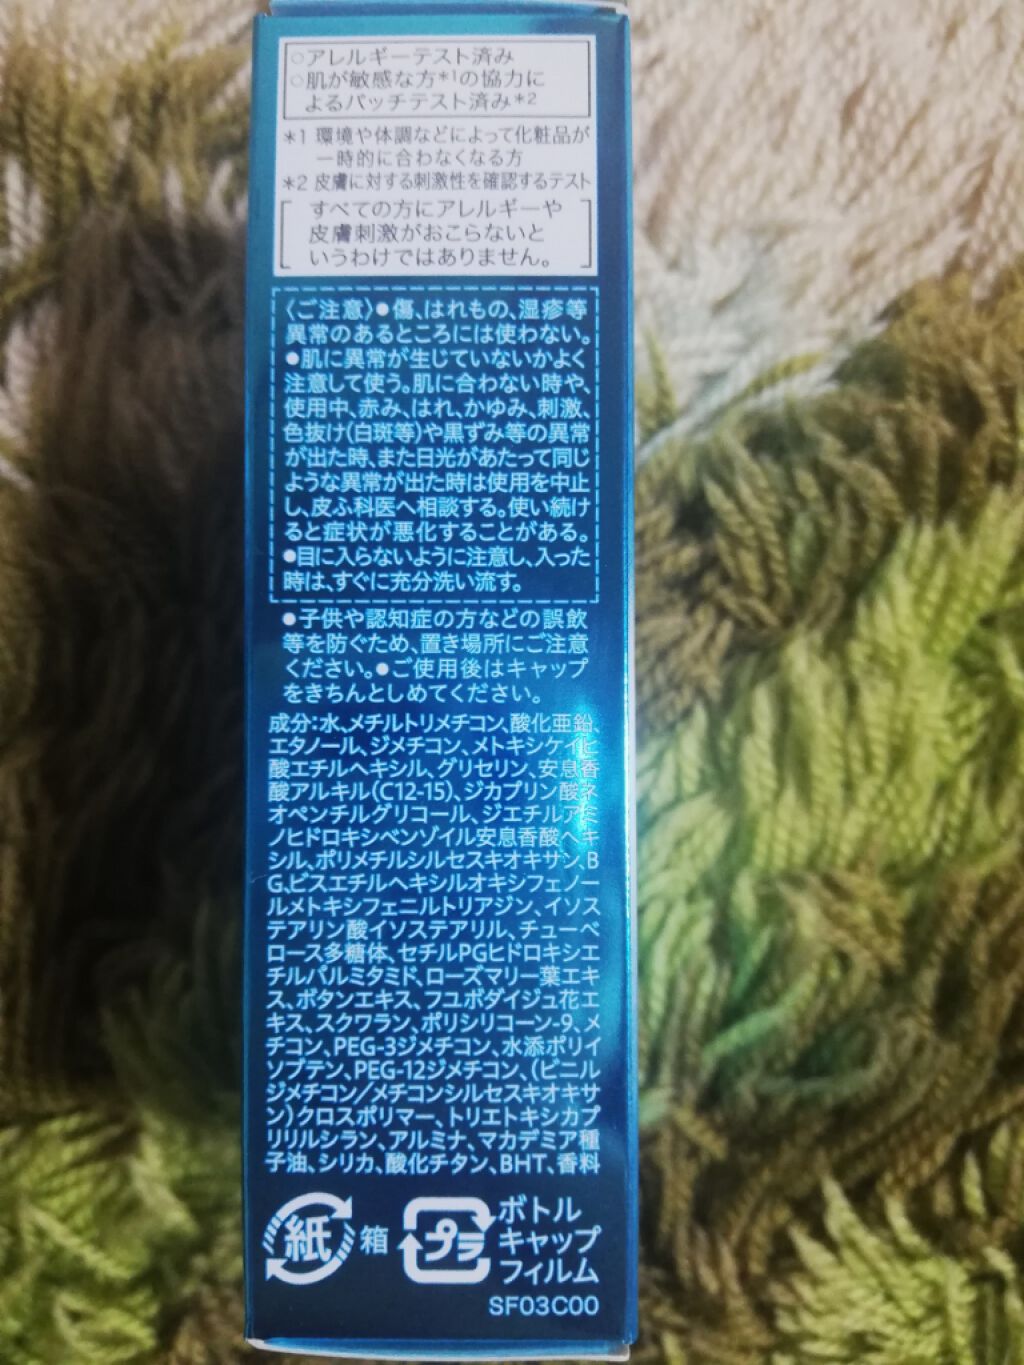 ○アレルギーテスト済み
○肌が敏感な方*1の協力に
よるパッチテスト済み*2
*1 環境や体調などによって化粧品が
一時的に合わなくなる方
*2 皮膚に対する刺激性を確認するテスト
すべての方にアレルギーや
皮膚刺激がおこらないと
いうわけではありません。
〈ご注意〉●傷、はれもの、湿疹等
異常のあるところには使わない。
●肌に異常が生じていないかよく
注意して使う。肌に合わない時や、
使用中、赤み、はれ、かゆみ、刺激、
色抜け(白斑等)や黒ずみ等の異常
が出た時、また日光があたって同じ
ような異常が出た時は使用を中止
し、皮ふ科医へ相談する。使い続け
ると症状が悪化することがある。
●目に入らないように注意し、入った
時は、すぐに充分洗い流す。
●子供や認知症の方などの誤飲
等を防ぐため、置き場所にご注意
ください。●ご使用後はキャップ
をきちんとしめてください。
成分:水、メチルトリメチコン、酸化亜鉛、
エタノール、ジメチコン、メトキシケイヒ
酸エチルヘキシル、グリセリン、安息香
酸アルキル(C12-15)、ジカプリン酸ネ
オペンチルグリコール、ジエチルアミ
ノヒドロキシベンゾイル安息香酸ヘキ
シル、ポリメチルシルセスキオキサン、B
G、ビスエチルヘキシルオキシフェノー
ルメトキシフェニルトリアジン、イソス
テアリン酸イソステアリル、チューベ
ロース多糖体、セチルPGヒドロキシエ
チルパルミタミド、ローズマリー葉エキ
ス、ボタンエキス、フユボダイジュ花エ
キス、スクワラン、ポリシリコーン-9、メ
チコン、PEG-3ジメチコン、水添ポリイ
ソブテン、PEG-12ジメチコン、(ビニル
ジメチコン/メチコンシルセスキオキサ
ン)クロスポリマー、トリエトキシカプ
リリルシラン、アルミナ、マカデミア種
子油、シリカ、酸化チタン、BHT、香料
紙 箱 プラ ボトル
キャップ
フィルム
SF03C00